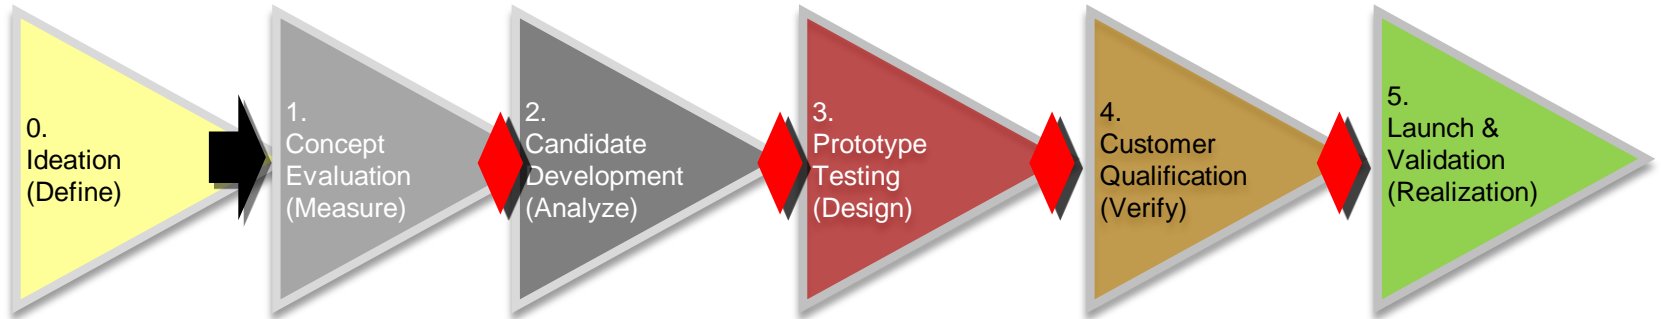 0.
Ideation
(Define)
1.
Concept
Evaluation
(Measure)
2.
Candidate
Development
(Analyze)
3.
Prototype
Testing
(Design)
4.
Customer
Qualification
(Verify)
5.
Launch &
Validation
(Realization)